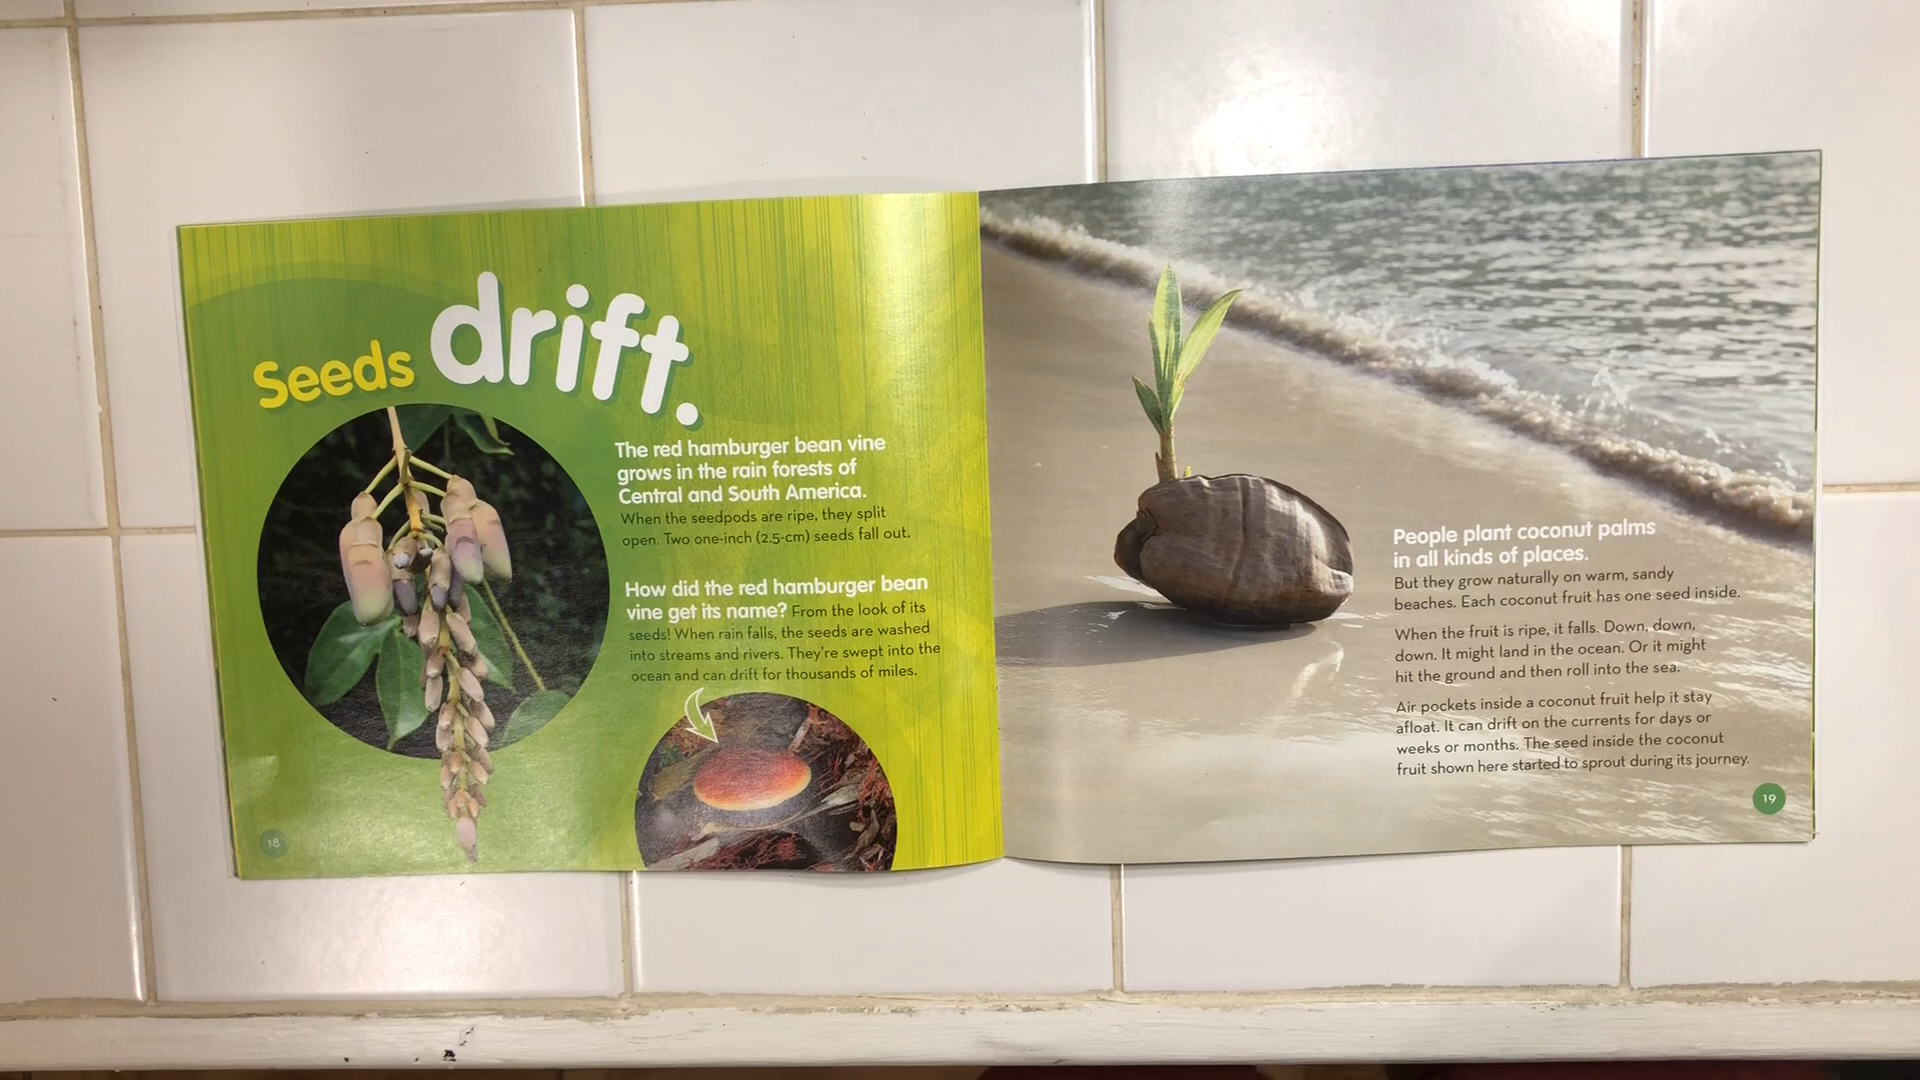 Seeds drift.
The red hamburger bean vine
grows in the rain forests of
Central and South America.
When the seedpods are ripe, they split
open. Two one-inch (2.5-cm) seeds fall out.
How did the red hamburger bean
vine get its name? From the look of its
seeds! When rain falls, the seeds are washed
into streams and rivers. They're swept into the
ocean and can drift for thousands of miles.
18
People plant coconut palms
in all kinds of places.
But they grow naturally on warm, sandy
beaches. Each coconut fruit has one seed inside.
When the fruit is ripe, it falls. Down, down,
down. It might land in the ocean. Or it might
hit the ground and then roll into the sea.
Air pockets inside a coconut fruit help it stay
afloat. It can drift on the currents for days or
weeks or months. The seed inside the coconut
fruit shown here started to sprout during its journey.
19